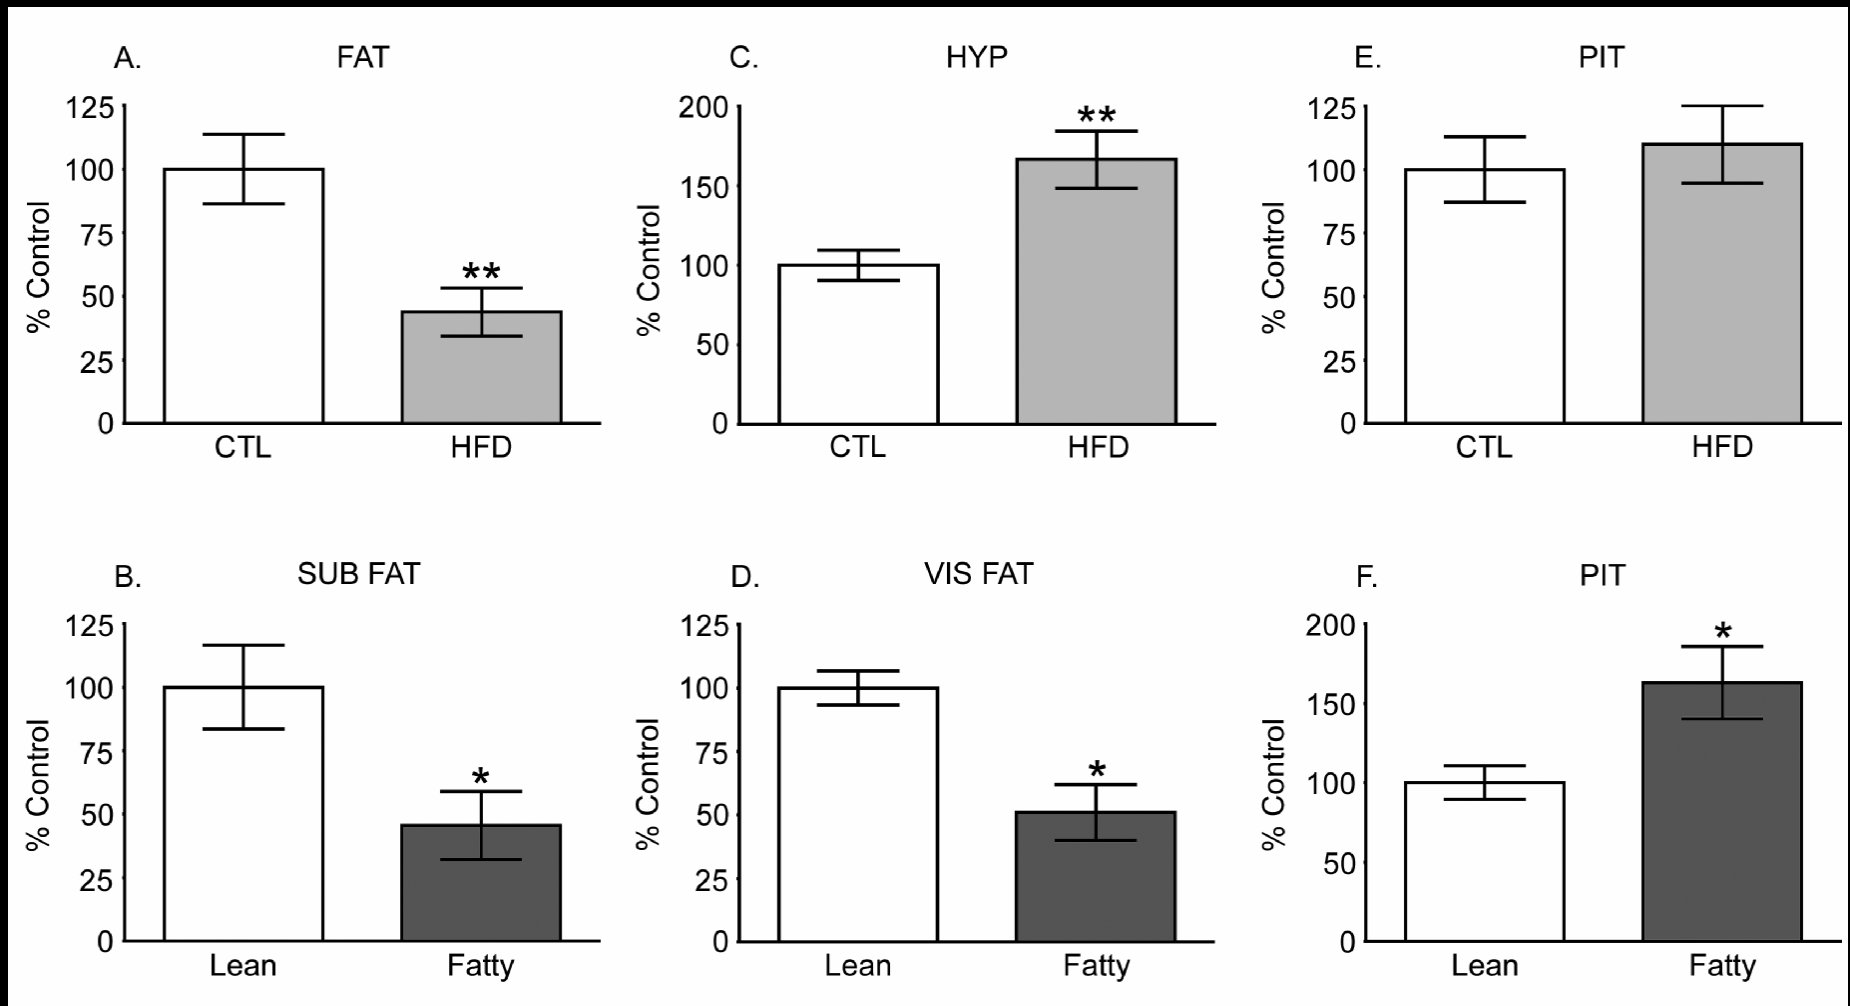 A. FAT
% Control
125
100
75
50
25
0
**
CTL HFD
C. HYP
% Control
200
150
100
50
0
**
CTL HFD
E. PIT
% Control
125
100
75
50
25
0
CTL HFD
B. SUB FAT
% Control
125
100
75
50
25
0
*
Lean Fatty
D. VIS FAT
% Control
125
100
75
50
25
0
*
Lean Fatty
F. PIT
% Control
200
150
100
50
0
*
Lean Fatty